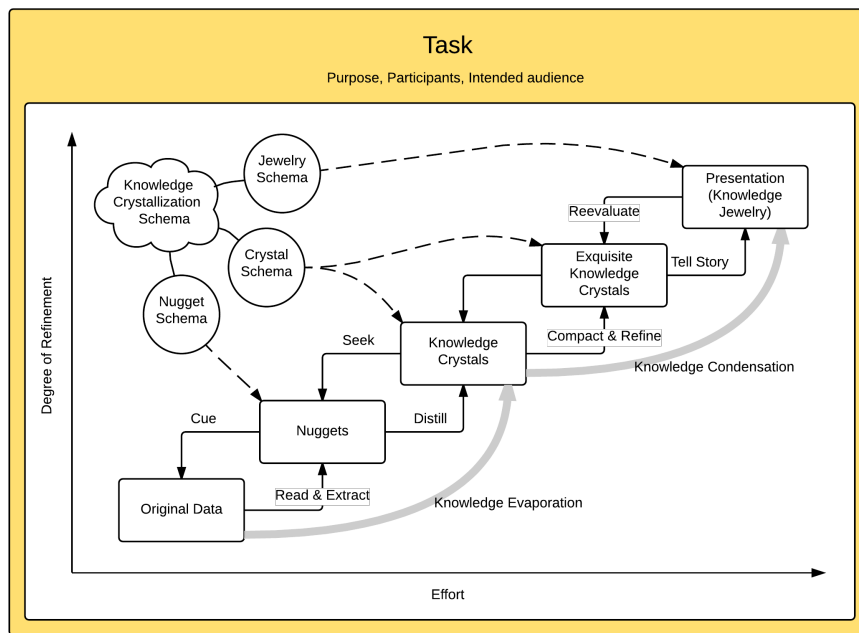 Task
Purpose, Participants, Intended audience
Degree of Refinement
Knowledge
Crystallization
Schema
Jewelry
Schema
Crystal
Schema
Nugget
Schema
Presentation
(Knowledge
Jewelry)
Reevaluate
Exquisite
Knowledge
Crystals
Tell Story
Seek
Knowledge
Crystals
Compact & Refine
Knowledge Condensation
Cue
Nuggets
Distill
Original Data
Read & Extract
Knowledge Evaporation
Effort